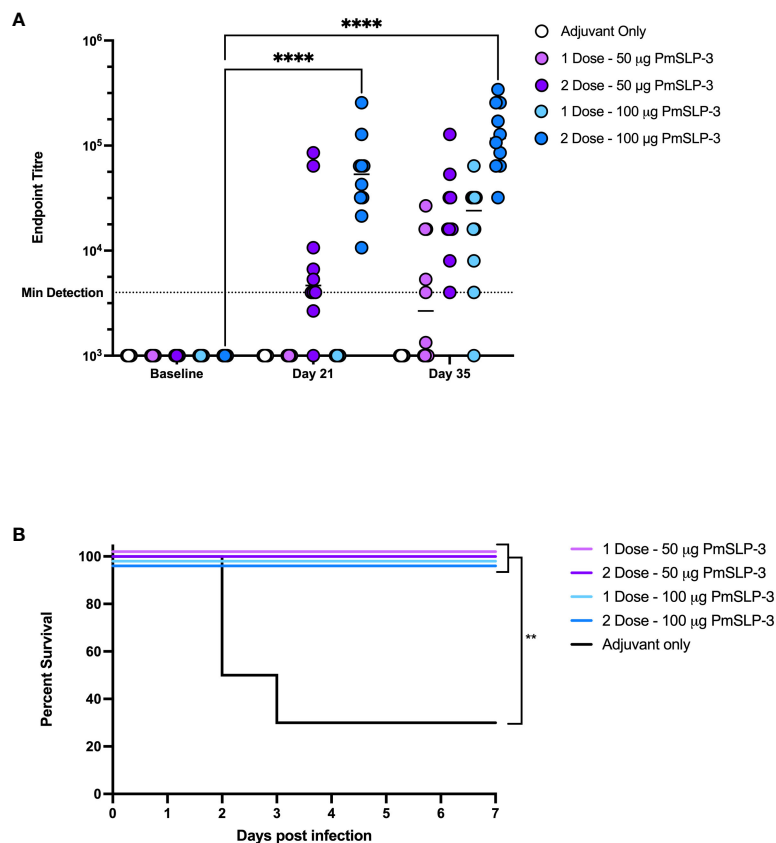 A
****
****
10⁶
10⁵
10⁴
Min Detection
10³
Endpoint Titre
Baseline
Day 21
Day 35
Adjuvant Only
1 Dose - 50 μg PmSLP-3
2 Dose - 50 μg PmSLP-3
1 Dose - 100 μg PmSLP-3
2 Dose - 100 μg PmSLP-3
B
100
80
60
40
20
0
Percent Survival
0 1 2 3 4 5 6 7
Days post infection
**
1 Dose - 50 μg PmSLP-3
2 Dose - 50 μg PmSLP-3
1 Dose - 100 μg PmSLP-3
2 Dose - 100 μg PmSLP-3
Adjuvant only